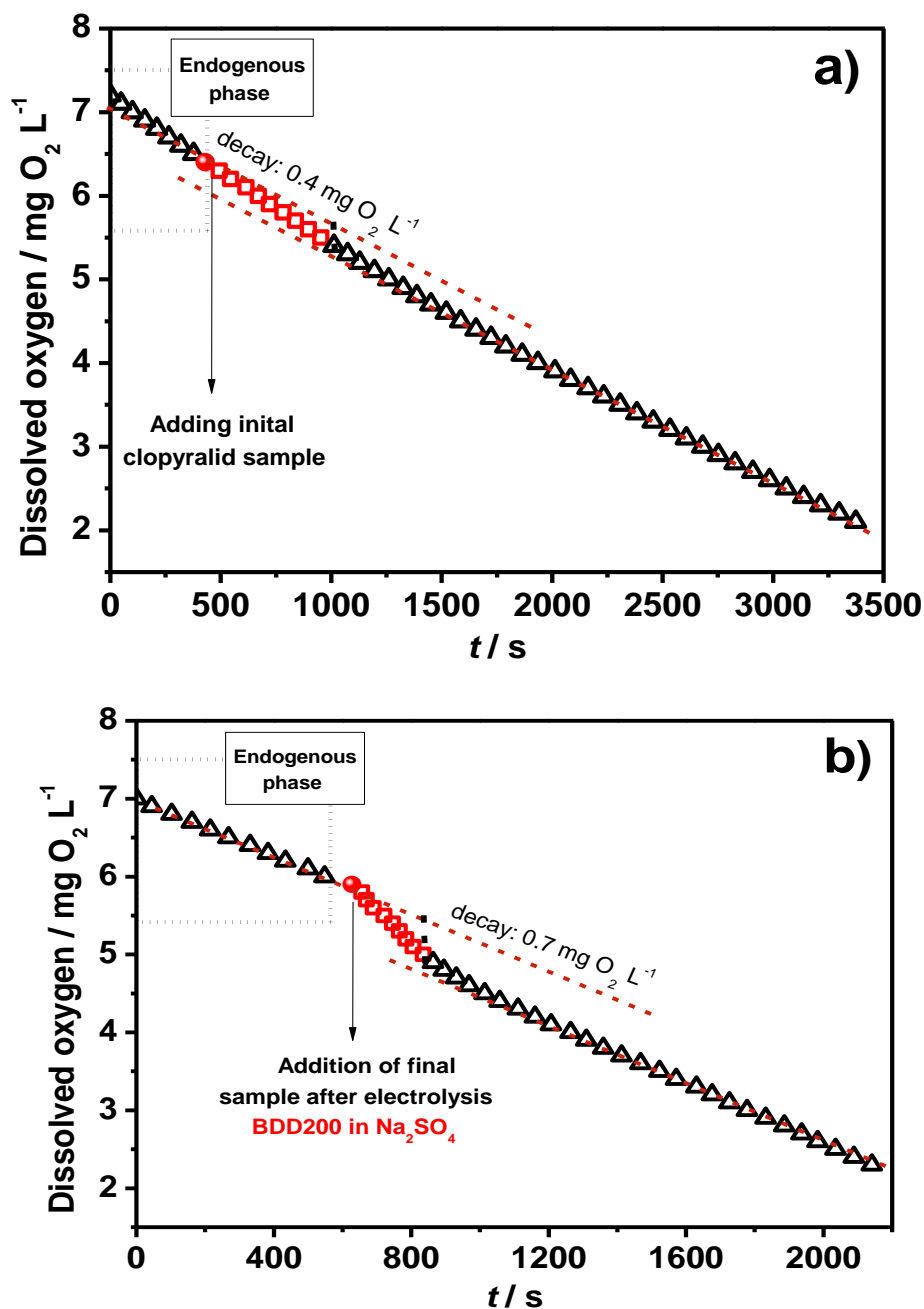 a)
Endogenous
phase
decay: 0.4 mg O₂ L⁻¹
Adding inital
clopyralid sample
Dissolved oxygen / mg O₂ L⁻¹
8
7
6
5
4
3
2
0 500 1000 1500 2000 2500 3000 3500
t / s
b)
Endogenous
phase
decay: 0.7 mg O₂ L⁻¹
Addition of final
sample after electrolysis
BDD200 in Na₂SO₄
Dissolved oxygen / mg O₂ L⁻¹
8
7
6
5
4
3
2
0 400 800 1200 1600 2000
t / s